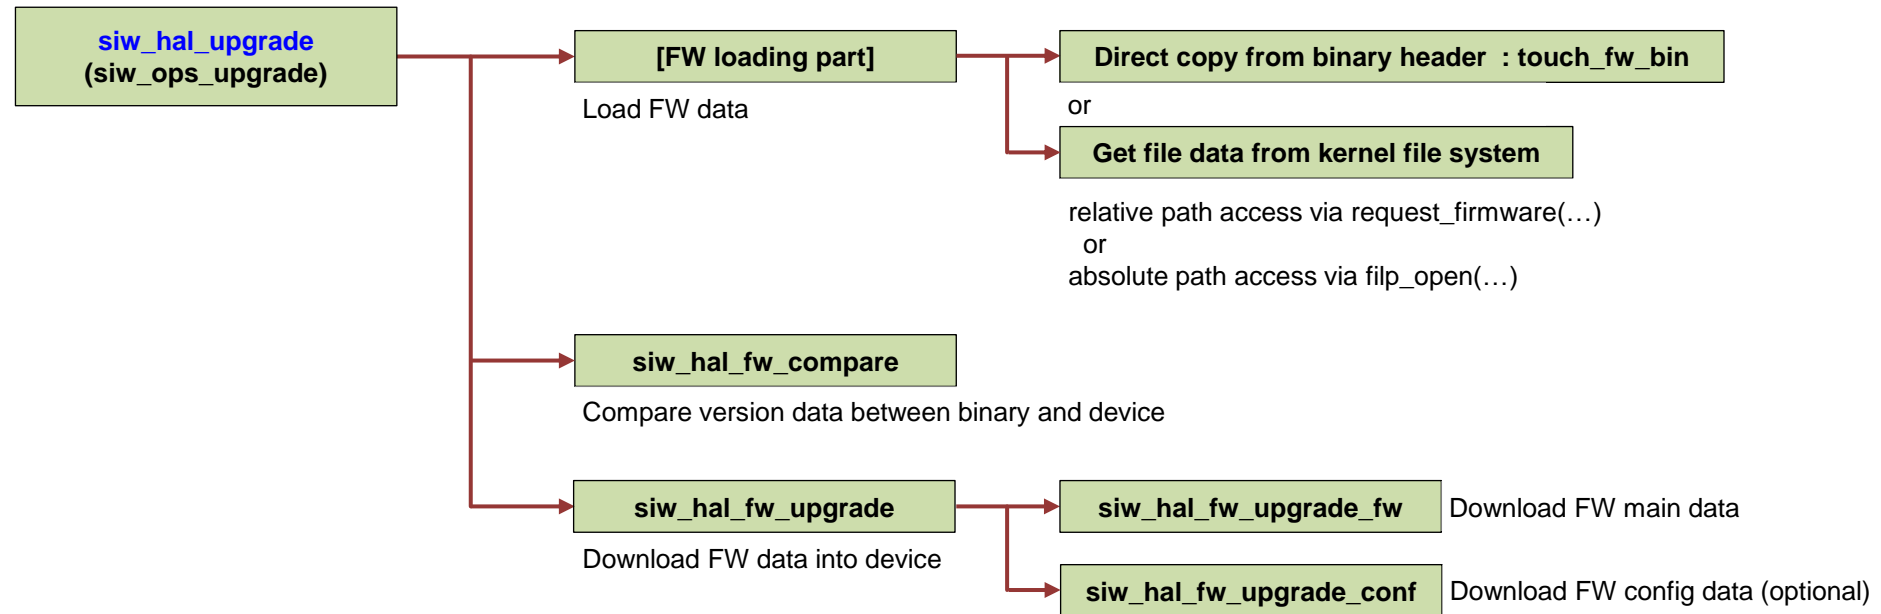 siw_hal_upgrade
(siw_ops_upgrade)
[FW loading part]
Load FW data
Direct copy from binary header  : touch_fw_bin
or
Get file data from kernel file system
relative path access via request_firmware(…)
or
absolute path access via filp_open(…)
siw_hal_fw_compare
Compare version data between binary and device
siw_hal_fw_upgrade
Download FW data into device
siw_hal_fw_upgrade_fw
Download FW main data
siw_hal_fw_upgrade_conf
Download FW config data (optional)